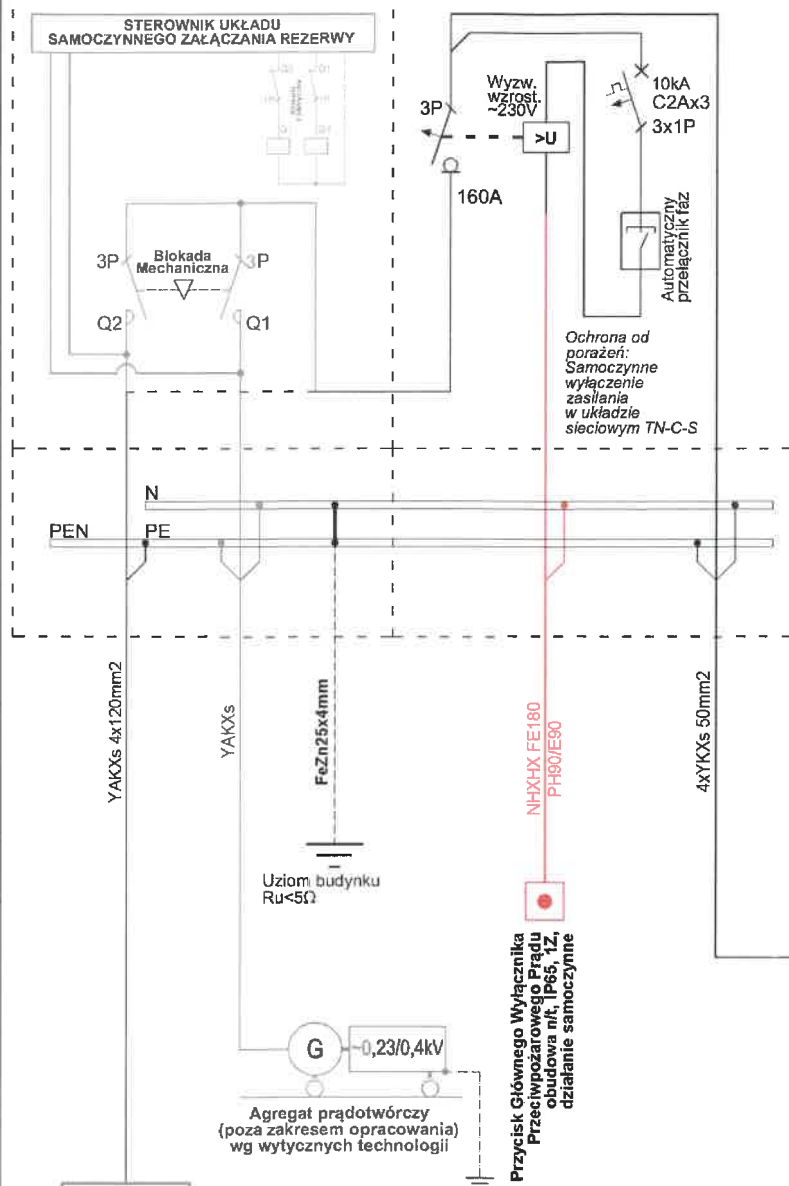 STEROWNIK UKŁADU
SAMOCZYNNEGO ZAŁĄCZANIA REZERWY
Wyzw.
wzrost.
~230V
3P
>U
160A
10kA
C2Ax3
3x1P
Automatyczny
przełącznik faz
3P
Blokada
Mechaniczna
3P
Q2
Q1
Ochrona od
porażeń:
Samoczynne
wyłączenie
zasilania
w układzie
sieciowym TN-C-S
N
PEN
PE
YAKXs 4x120mm2
YAKXs
FeZn25x4mm
NHXHX FE180
PH90/E90
4xYKXs 50mm2
Uziom budynku
Ru<5Ω
G
~0,23/0,4kV
Agregat prądotwórczy
(poza zakresem opracowania)
wg wytycznych technologii
Przycisk Głównego Wyłącznika
Przeciwpożarowego Prądu
obudowa n/t, IP65, 1Z,
działanie samoczynne